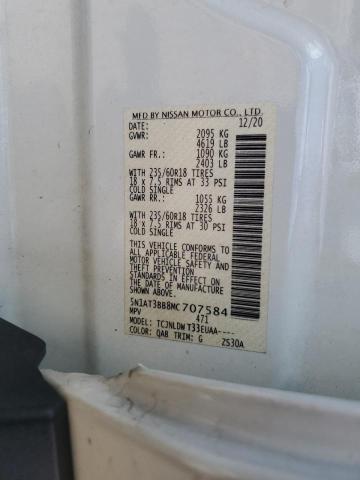 MFD BY NISSAN MOTOR CO., LTD.
DATE: 12/20
GVWR: 2095 KG
4619 LB
GAWR FR.: 1090 KG
2403 LB
WITH 235/60R18 TIRES
18 x 7.5 RIMS AT 33 PSI
COLD SINGLE
GAWR RR.: 1055 KG
2326 LB
WITH 235/60R18 TIRES
18 x 7.5 RIMS AT 30 PSI
COLD SINGLE
THIS VEHICLE CONFORMS TO
ALL APPLICABLE FEDERAL
MOTOR VEHICLE SAFETY
AND THEFT PREVENTION
STANDARDS IN EFFECT ON
THE DATE OF MANUFACTURE
SHOWN ABOVE.
5N1AT3BB8MC707584
MPV 471
MODEL: TCJNLDW T33EUAA----
COLOR: QAB TRIM: G ZS30A